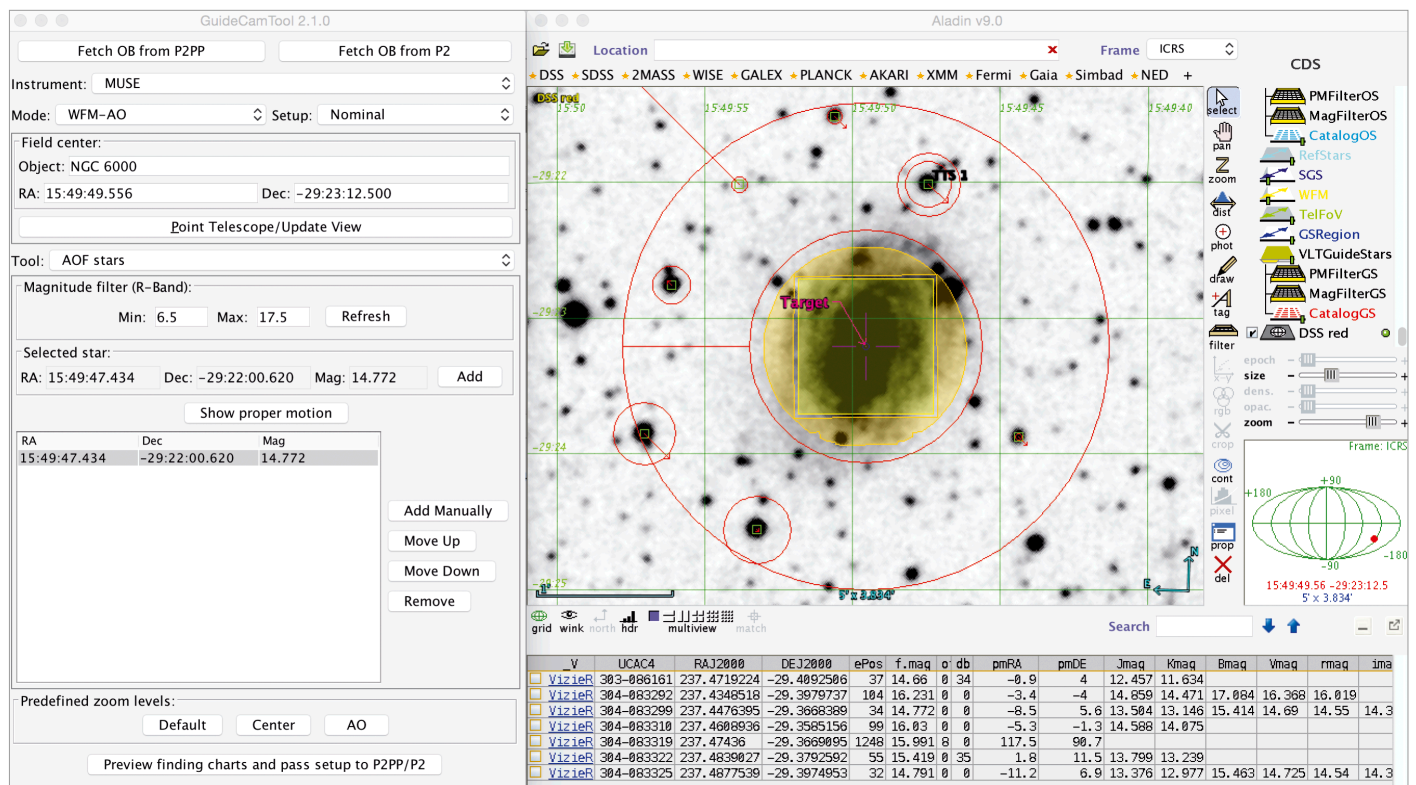 GuideCamTool 2.1.0
Fetch OB from P2PP Fetch OB from P2
Instrument: MUSE
Mode: WFM-AO Setup: Nominal
Field center:
Object: NGC 6000
RA: 15:49:49.556 Dec: -29:23:12.500
Point Telescope/Update View
Tool: AOF stars
Magnitude filter (R-Band):
Min: 6.5 Max: 17.5 Refresh
Selected star:
RA: 15:49:47.434 Dec: -29:22:00.620 Mag: 14.772 Add
Show proper motion
RA Dec Mag
15:49:47.434 -29:22:00.620 14.772
Add Manually
Move Up
Move Down
Remove
Predefined zoom levels:
Default Center AO
Preview finding charts and pass setup to P2PP/P2
Aladin v9.0
Location Frame ICRS
DSS SDSS 2MASS WISE GALEX PLANCK AKARI XMM Fermi Gaia Simbad NED +
DSS red
15:50 15:49:55 15:49:50 15:49:45 15:49:40
-29:22
TTS 1
Target
-29:23
-29:24
-29:25
1'
5' x 3.834'
N
E
select
pan
zoom
dist
phot
draw
tag
filter
x-y
rgb
crop
cont
pixel
prop
del
CDS
PMFilterOS
MagFilterOS
CatalogOS
RefStars
SGS
WFM
TelFoV
GSRegion
VLTGuideStars
PMFilterGS
MagFilterGS
CatalogGS
DSS red
epoch - +
size - +
dens. - +
opac. - +
zoom - +
Frame: ICRS
+90
+180
-180
-90
15:49:49.56 -29:23:12.5
5' x 3.834'
grid wink north hdr multiview match
Search
_V UCAC4 RAJ2000 DEJ2000 ePos f.mag o db pmRA pmDE Jmag Kmag Bmag Vmag rmag ima
VizieR 303-086161 237.4719224 -29.4092506 37 14.66 0 34 -0.9 4 12.457 11.634
VizieR 304-083292 237.4348518 -29.3979737 104 16.231 0 0 -3.4 -4 14.859 14.471 17.084 16.368 16.019
VizieR 304-083299 237.4476395 -29.3668389 34 14.772 0 0 -8.5 5.6 13.504 13.146 15.414 14.69 14.55 14.3
VizieR 304-083310 237.4608936 -29.3585156 99 16.03 0 0 -5.3 -1.3 14.588 14.075
VizieR 304-083319 237.47436 -29.3669095 1248 15.991 8 0 117.5 90.7
VizieR 304-083322 237.4839027 -29.3792592 55 15.419 0 35 1.8 11.5 13.799 13.239
VizieR 304-083325 237.4877539 -29.3974953 32 14.791 0 0 -11.2 6.9 13.376 12.977 15.463 14.725 14.54 14.3